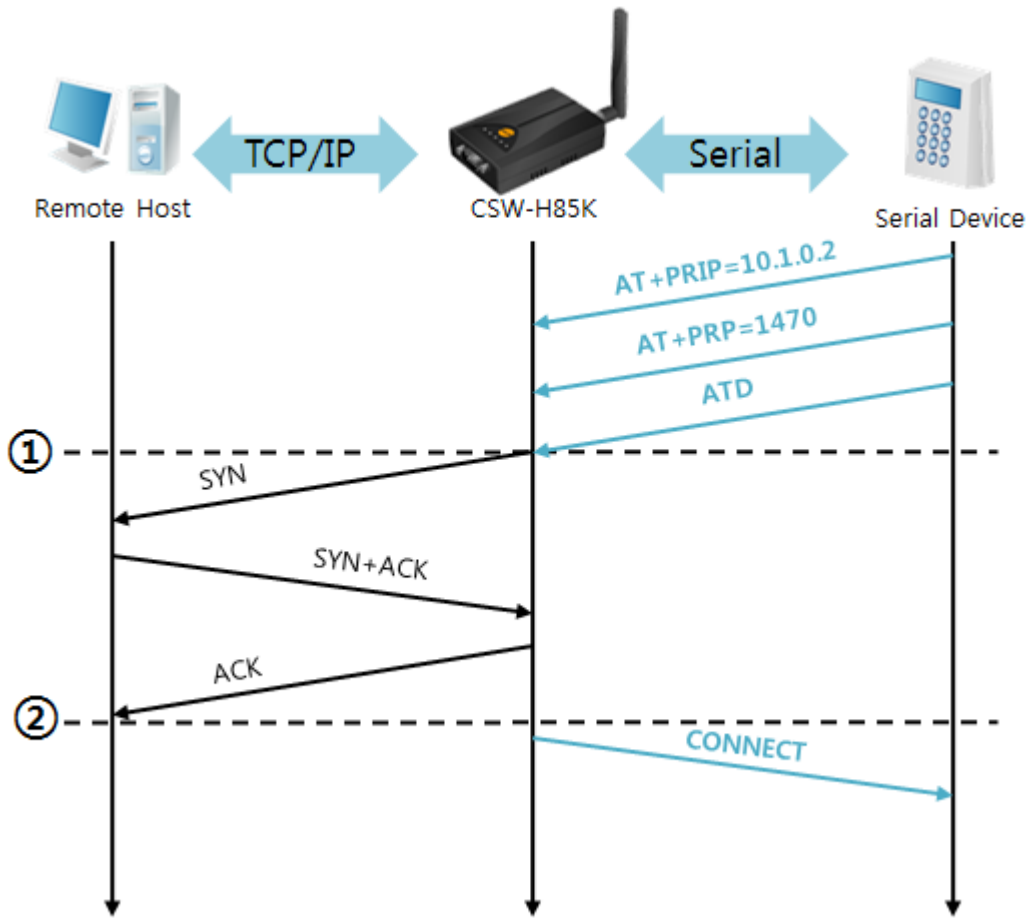 TCP/IP
Serial
Remote Host
CSW-H85K
Serial Device
AT+PRIP=10.1.0.2
AT+PRP=1470
ATD
①
SYN
SYN+ACK
ACK
②
CONNECT